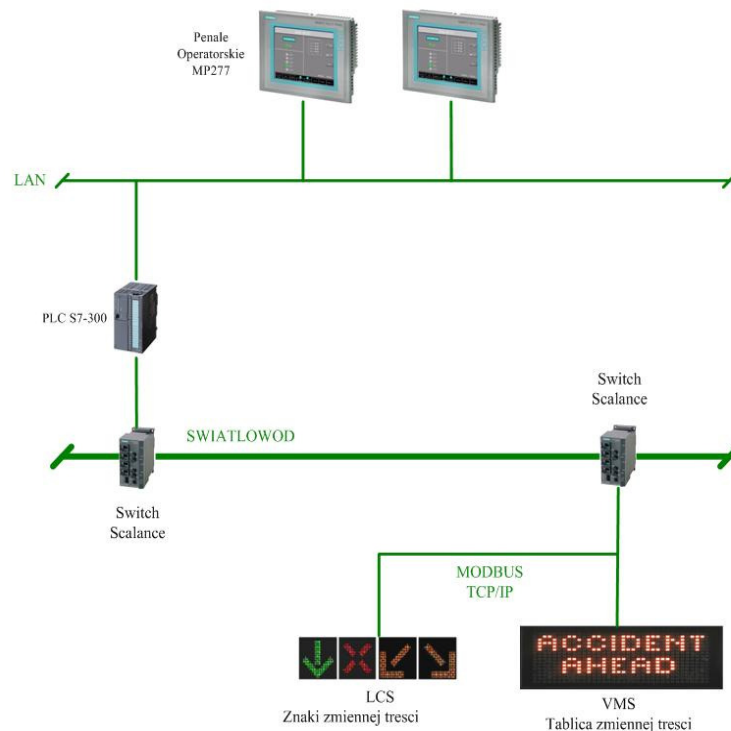 Penale
Operatorskie
MP277
LAN
PLC S7-300
Switch
Scalance
SWIATLOWOD
Switch
Scalance
MODBUS
TCP/IP
ACCIDENT
AHEAD
LCS
Znaki zmiennej tresci
VMS
Tablica zmiennej tresci